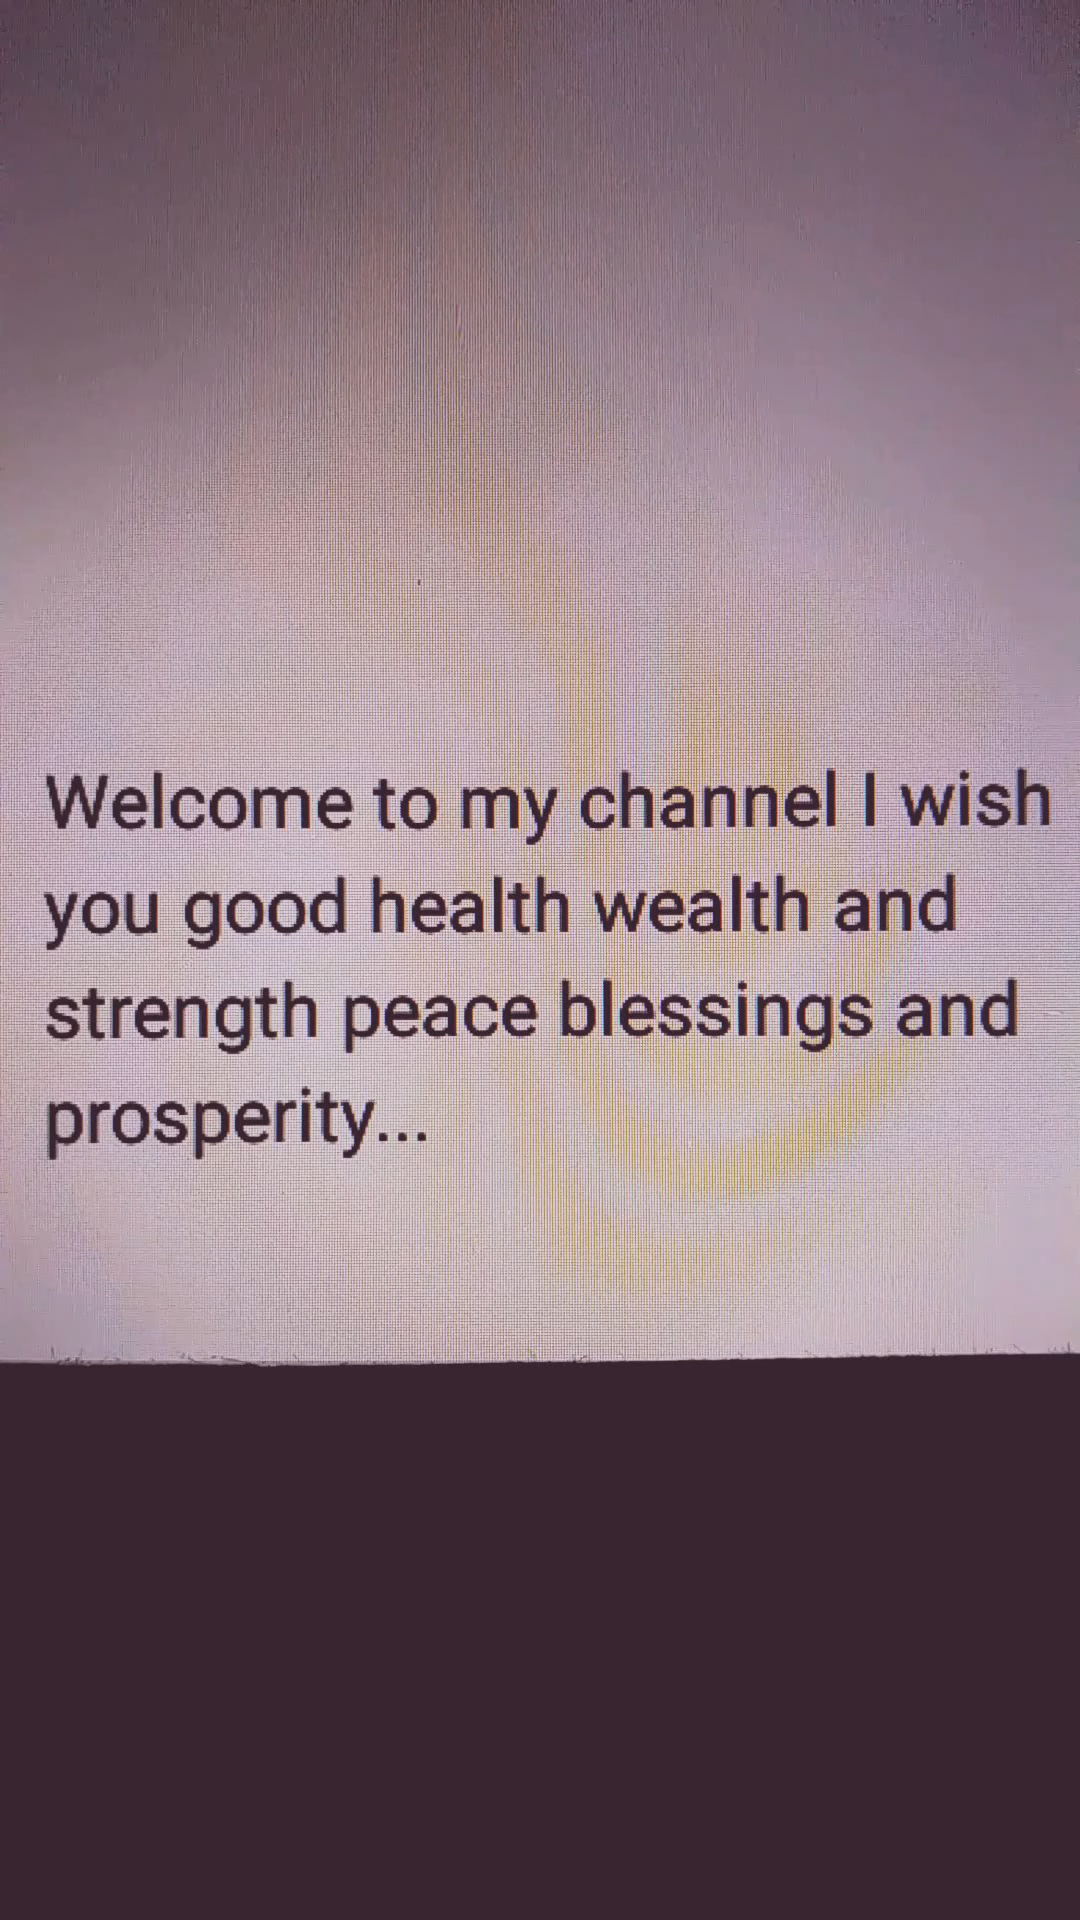 Welcome to my channel I wish
you good health wealth and
strength peace blessings and
prosperity...